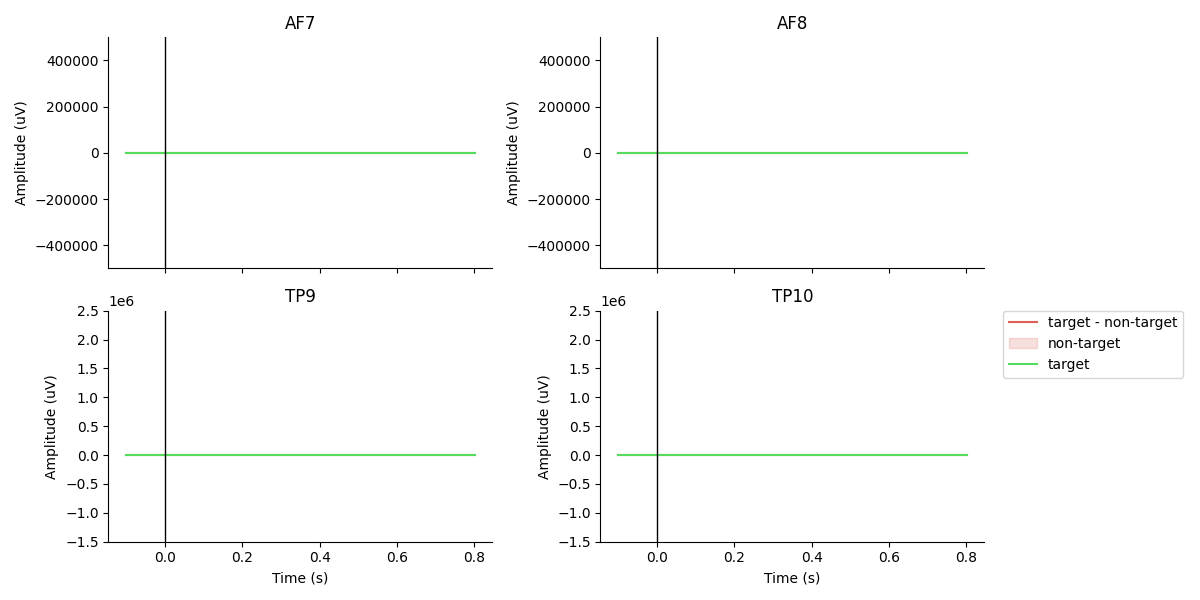 AF7
AF8
Amplitude (uV)
400000
200000
0
−200000
−400000
Amplitude (uV)
400000
200000
0
−200000
−400000
TP9
TP10
1e6
Amplitude (uV)
2.5
2.0
1.5
1.0
0.5
0.0
−0.5
−1.0
−1.5
0.0 0.2 0.4 0.6 0.8
Time (s)
1e6
Amplitude (uV)
2.5
2.0
1.5
1.0
0.5
0.0
−0.5
−1.0
−1.5
0.0 0.2 0.4 0.6 0.8
Time (s)
target - non-target
non-target
target